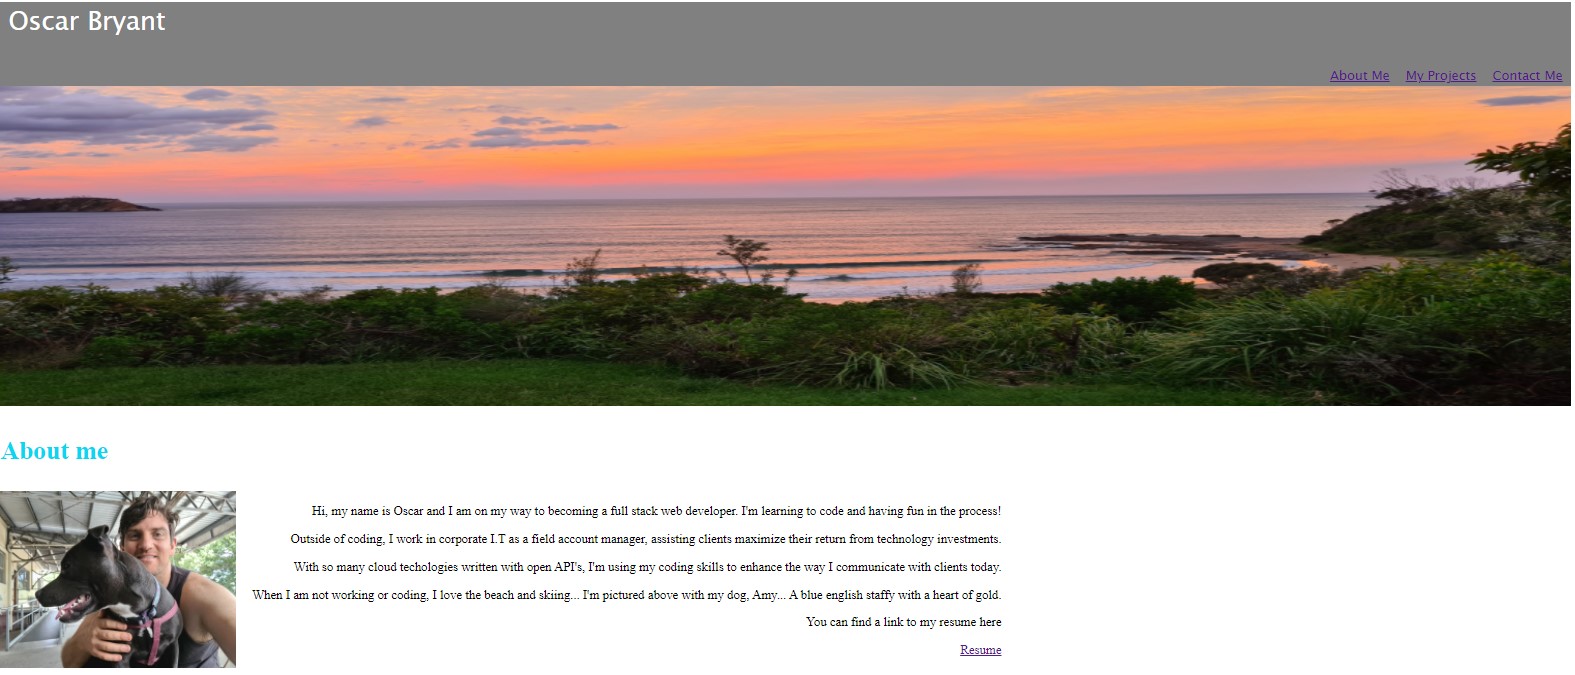 Oscar Bryant
About Me My Projects Contact Me
About me
Hi, my name is Oscar and I am on my way to becoming a full stack web developer. I'm learning to code and having fun in the process!
Outside of coding, I work in corporate I.T as a field account manager, assisting clients maximize their return from technology investments.
With so many cloud techologies written with open API's, I'm using my coding skills to enhance the way I communicate with clients today.
When I am not working or coding, I love the beach and skiing... I'm pictured above with my dog, Amy... A blue english staffy with a heart of gold.
You can find a link to my resume here
Resume